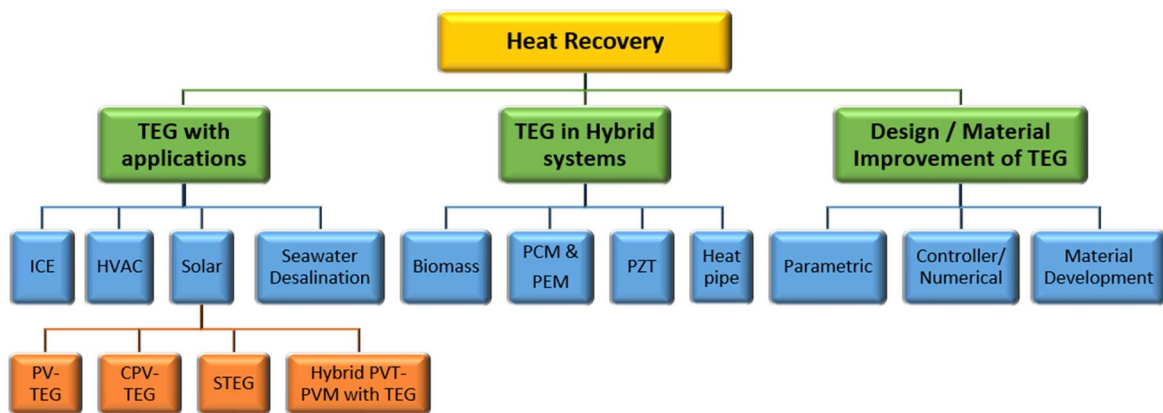 Heat Recovery
TEG with
applications
TEG in Hybrid
systems
Design / Material
Improvement of TEG
ICE
HVAC
Solar
Seawater
Desalination
Biomass
PCM &
PEM
PZT
Heat
pipe
Parametric
Controller/
Numerical
Material
Development
PV-
TEG
CPV-
TEG
STEG
Hybrid PVT-
PVM with TEG